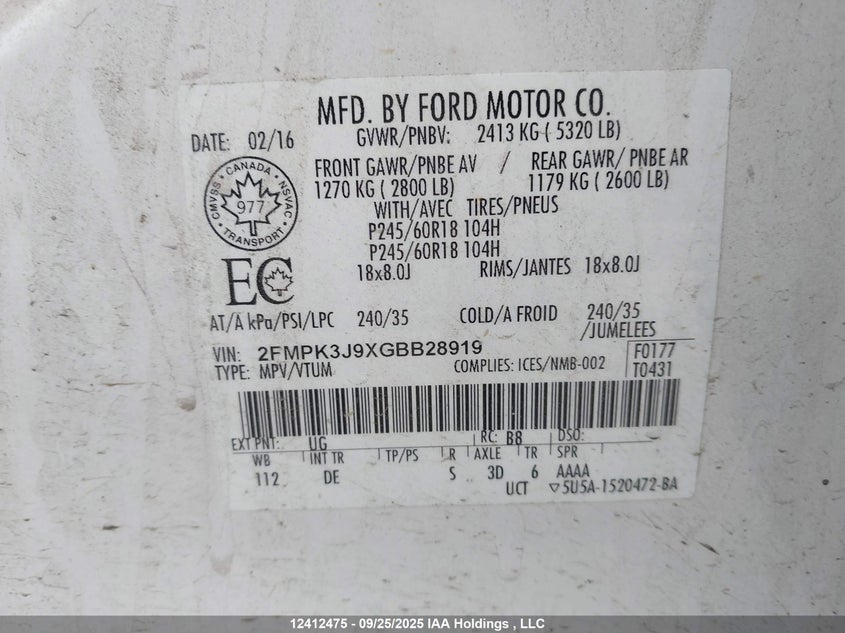 MFD. BY FORD MOTOR CO.
DATE: 02/16 GVWR/PNBV: 2413 KG ( 5320 LB)
FRONT GAWR/PNBE AV / REAR GAWR/ PNBE AR
1270 KG ( 2800 LB) 1179 KG ( 2600 LB)
WITH/AVEC TIRES/PNEUS
P245/60R18 104H
P245/60R18 104H
18x8.0J RIMS/JANTES 18x8.0J
CANADA
CMVSS 977 NSVAC
TRANSPORT
EC
AT/A kPa/PSI/LPC 240/35 COLD/A FROID 240/35
/JUMELEES
VIN: 2FMPK3J9XGBB28919 F0177
TYPE: MPV/VTUM COMPLIES: ICES/NMB-002 T0431
EXT PNT: UG RC: B8 DSO:
WB INT TR TP/PS R AXLE TR SPR
112 DE S 3D 6 AAAA
UCT ▽5U5A-1520472-BA
12412475 - 09/25/2025 IAA Holdings , LLC